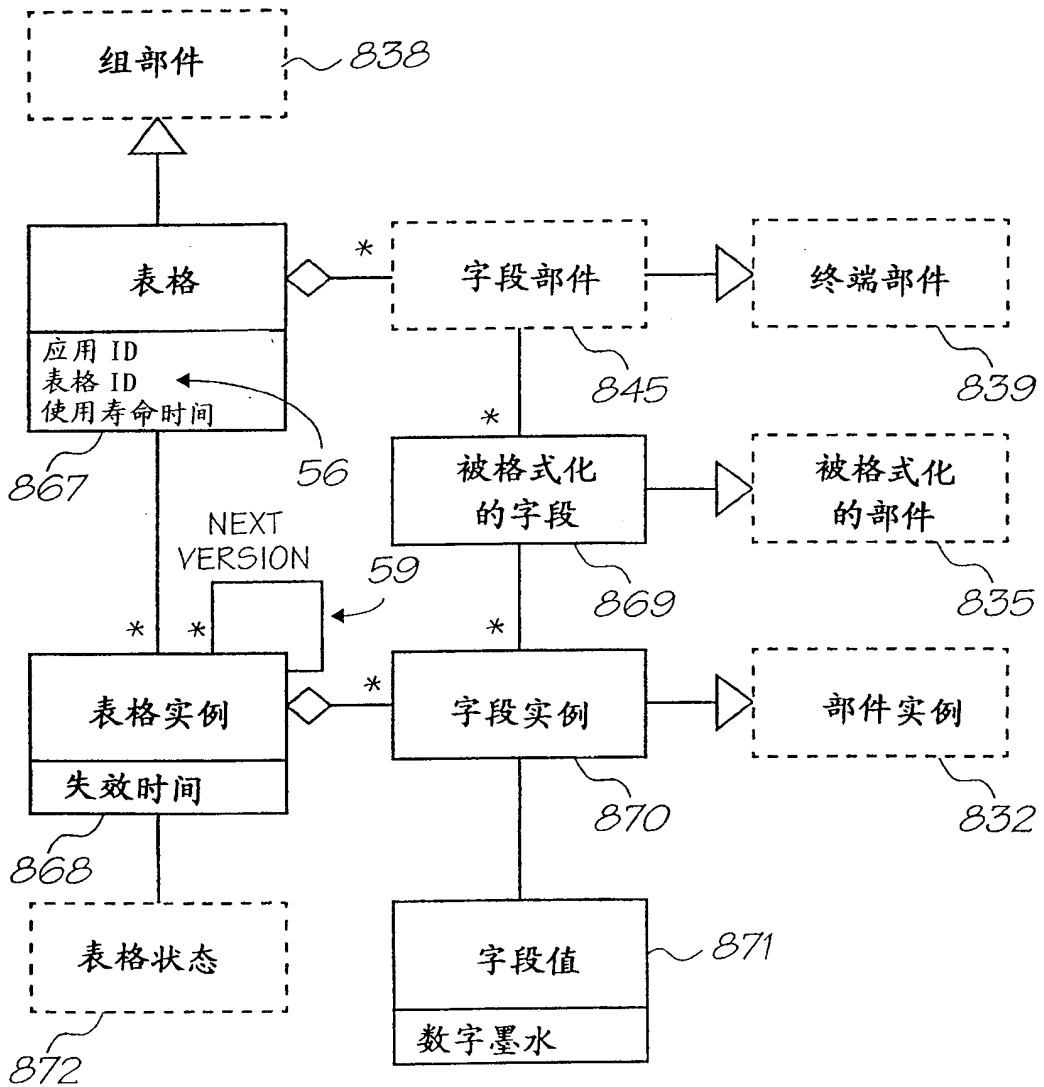 组部件
838
表格
*
字段部件
终端部件
应用 ID
表格 ID
使用寿命时间
845
839
867
56
*
被格式化
的字段
被格式化
的部件
NEXT
VERSION
59
869
835
*
*
*
表格实例
*
字段实例
部件实例
失效时间
870
832
868
表格状态
字段值
871
872
数字墨水